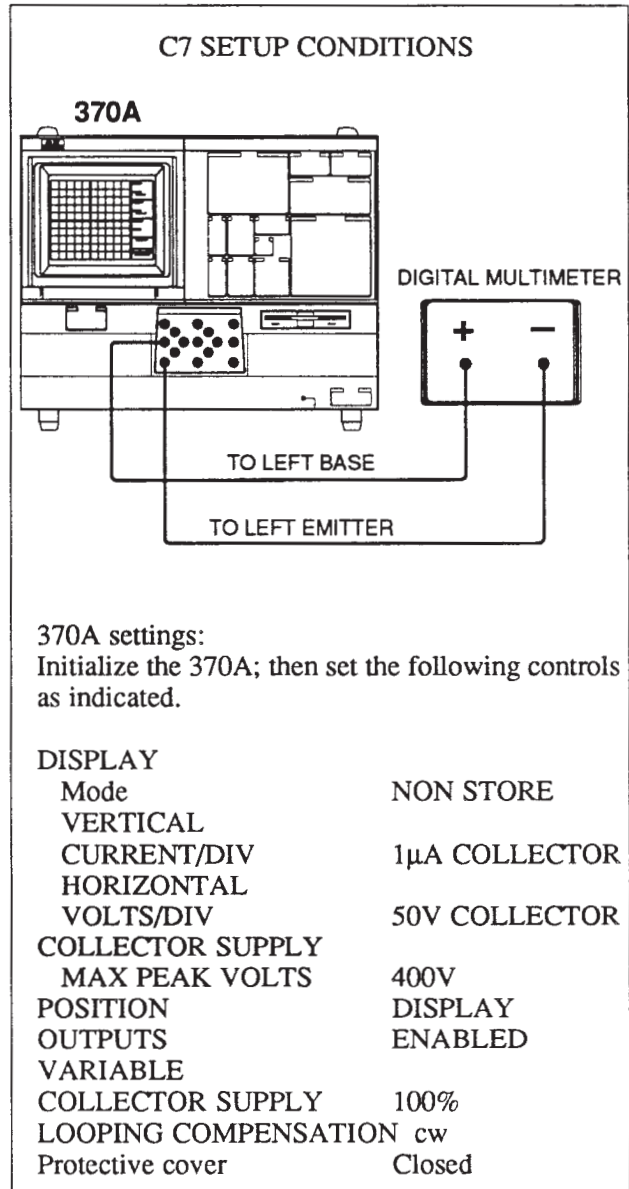 C7 SETUP CONDITIONS
370A
DIGITAL MULTIMETER
+ −
TO LEFT BASE
TO LEFT EMITTER
370A settings:
Initialize the 370A; then set the following controls
as indicated.
DISPLAY
Mode NON STORE
VERTICAL
CURRENT/DIV 1µA COLLECTOR
HORIZONTAL
VOLTS/DIV 50V COLLECTOR
COLLECTOR SUPPLY
MAX PEAK VOLTS 400V
POSITION DISPLAY
OUTPUTS ENABLED
VARIABLE
COLLECTOR SUPPLY 100%
LOOPING COMPENSATION cw
Protective cover Closed